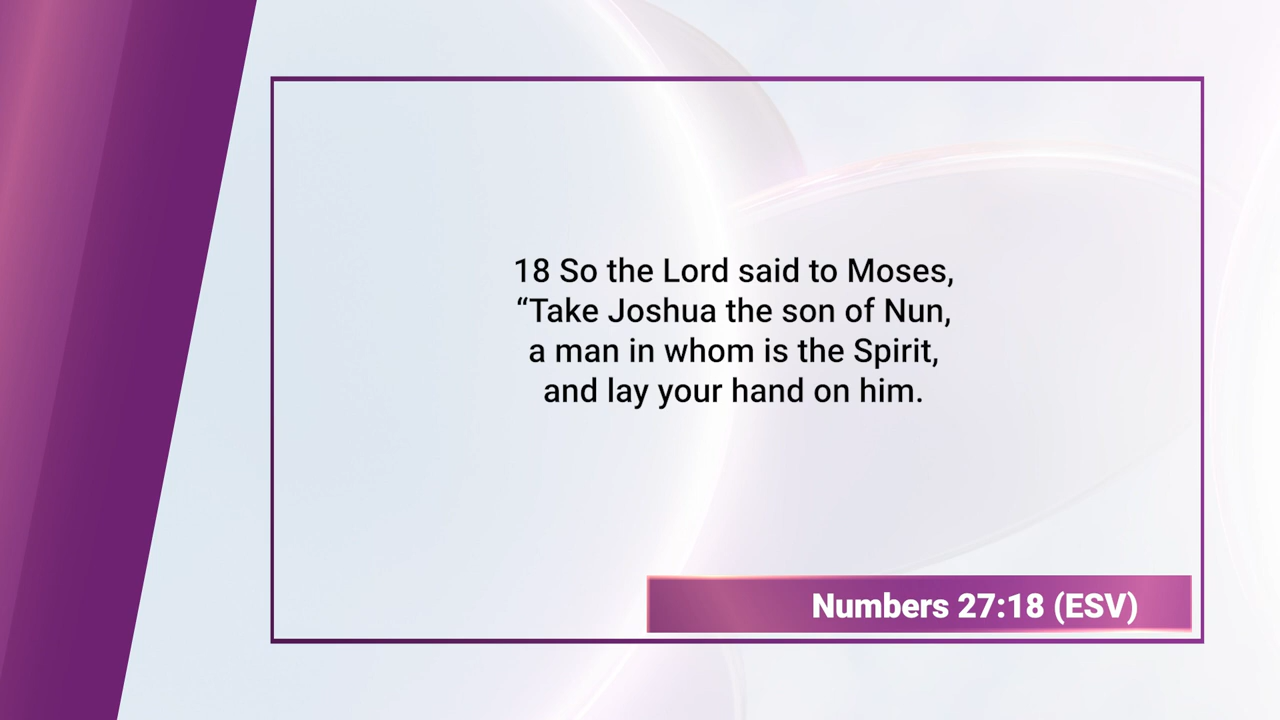 18 So the Lord said to Moses,
“Take Joshua the son of Nun,
a man in whom is the Spirit,
and lay your hand on him.
Numbers 27:18 (ESV)